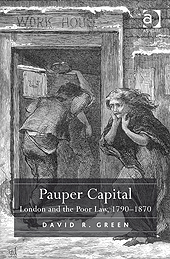 WORK HOUSE
a
Pauper Capital
London and the Poor Law, 1790–1870
DAVID R. GREEN